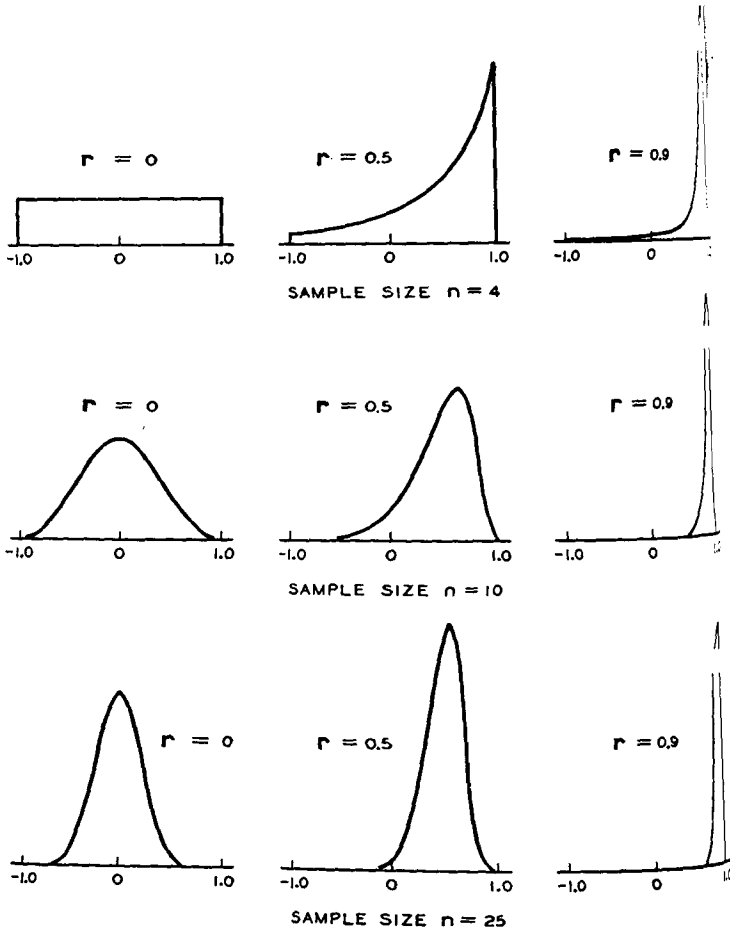 r = 0
r = 0.5
r = 0.9
-1.0 0 1.0
-1.0 0 1.0
-1.0 0
SAMPLE SIZE n = 4
r = 0
r = 0.5
r = 0.9
-1.0 0 1.0
-1.0 0 1.0
-1.0 0
SAMPLE SIZE n = 10
r = 0
r = 0.5
r = 0.9
-1.0 0 1.0
-1.0 0 1.0
-1.0 0 1.0
SAMPLE SIZE n = 25